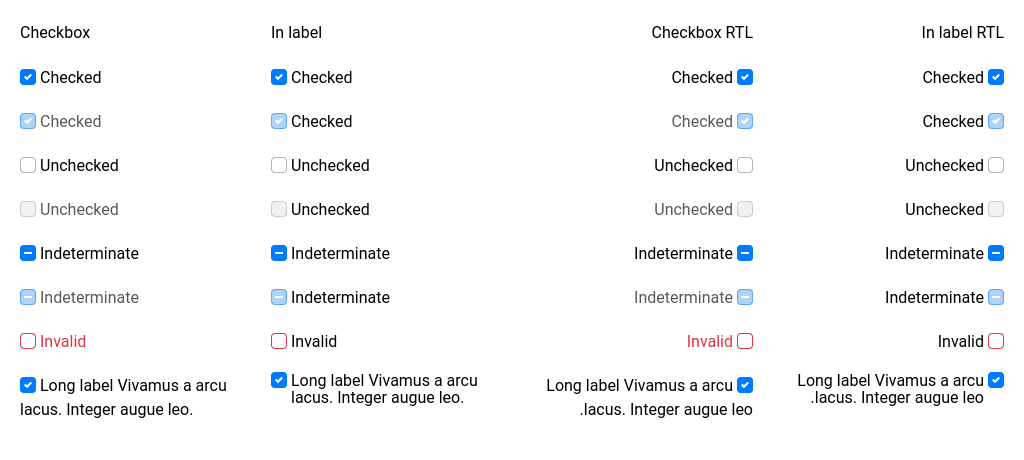 Checkbox In label Checkbox RTL In label RTL
Checked Checked Checked Checked
Checked Checked Checked Checked
Unchecked Unchecked Unchecked Unchecked
Unchecked Unchecked Unchecked Unchecked
Indeterminate Indeterminate Indeterminate Indeterminate
Indeterminate Indeterminate Indeterminate Indeterminate
Invalid Invalid Invalid Invalid
Long label Vivamus a arcu Long label Vivamus a arcu Long label Vivamus a arcu Long label Vivamus a arcu
lacus. Integer augue leo. lacus. Integer augue leo. .lacus. Integer augue leo .lacus. Integer augue leo